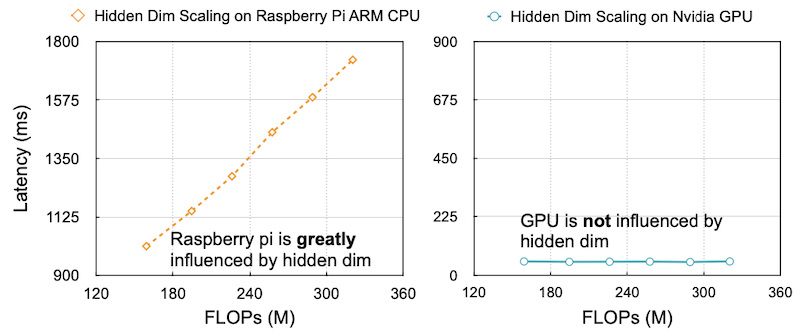 Hidden Dim Scaling on Raspberry Pi ARM CPU
Latency (ms)
1800
1575
1350
1125
900
Raspberry pi is greatly
influenced by hidden dim
120
180
240
300
360
FLOPs (M)
Hidden Dim Scaling on Nvidia GPU
900
675
450
225
0
GPU is not influenced by
hidden dim
120
180
240
300
360
FLOPs (M)